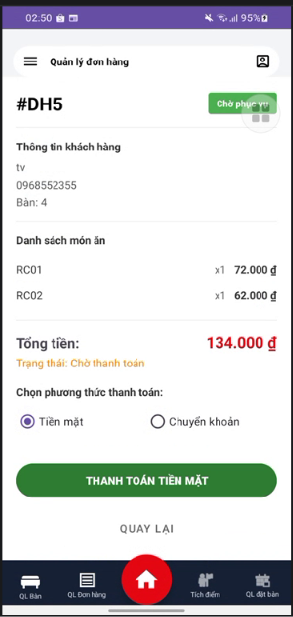 02.50 95%
Quản lý đơn hàng
#DH5 Chờ phục vụ
Thông tin khách hàng
tv
0968552355
Bàn: 4
Danh sách món ăn
RC01 x1 72.000 ₫
RC02 x1 62.000 ₫
Tổng tiền: 134.000 ₫
Trạng thái: Chờ thanh toán
Chọn phương thức thanh toán:
Tiền mặt Chuyển khoản
THANH TOÁN TIỀN MẶT
QUAY LẠI
QL Bàn QL Đơn hàng Tích điểm QL đặt bàn